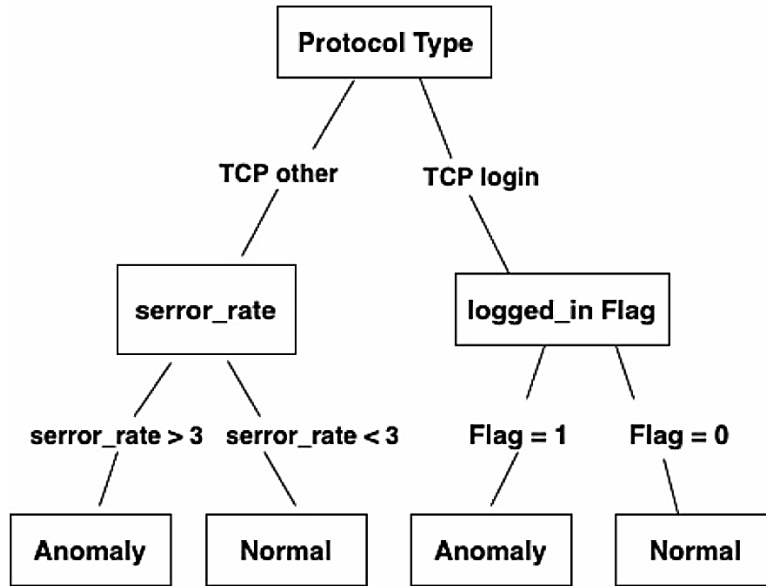 Protocol Type
TCP other
TCP login
serror_rate
logged_in Flag
serror_rate > 3
serror_rate < 3
Flag = 1
Flag = 0
Anomaly
Normal
Anomaly
Normal